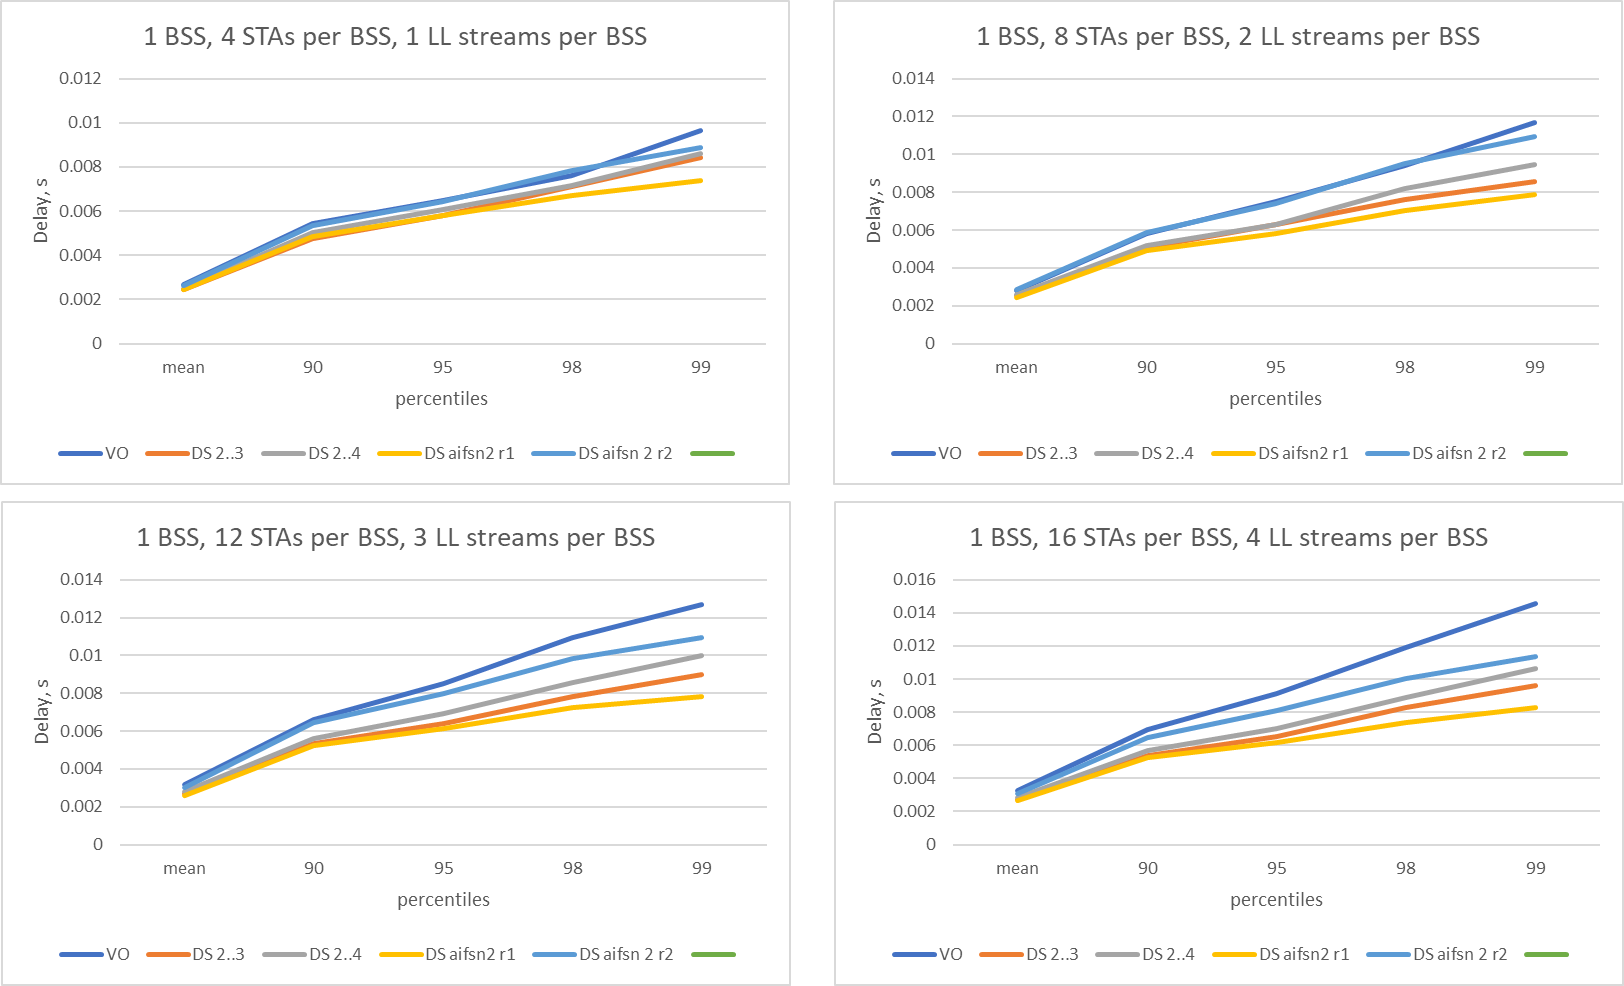 1 BSS, 4 STAs per BSS, 1 LL streams per BSS
0.012
0.01
0.008
0.006
0.004
0.002
0
Delay, s
mean 90 95 98 99
percentiles
VO DS 2..3 DS 2..4 DS aifsn2 r1 DS aifsn 2 r2
1 BSS, 8 STAs per BSS, 2 LL streams per BSS
0.014
0.012
0.01
0.008
0.006
0.004
0.002
0
Delay, s
mean 90 95 98 99
percentiles
VO DS 2..3 DS 2..4 DS aifsn2 r1 DS aifsn 2 r2
1 BSS, 12 STAs per BSS, 3 LL streams per BSS
0.014
0.012
0.01
0.008
0.006
0.004
0.002
0
Delay, s
mean 90 95 98 99
percentiles
VO DS 2..3 DS 2..4 DS aifsn2 r1 DS aifsn 2 r2
1 BSS, 16 STAs per BSS, 4 LL streams per BSS
0.016
0.014
0.012
0.01
0.008
0.006
0.004
0.002
0
Delay, s
mean 90 95 98 99
percentiles
VO DS 2..3 DS 2..4 DS aifsn2 r1 DS aifsn 2 r2